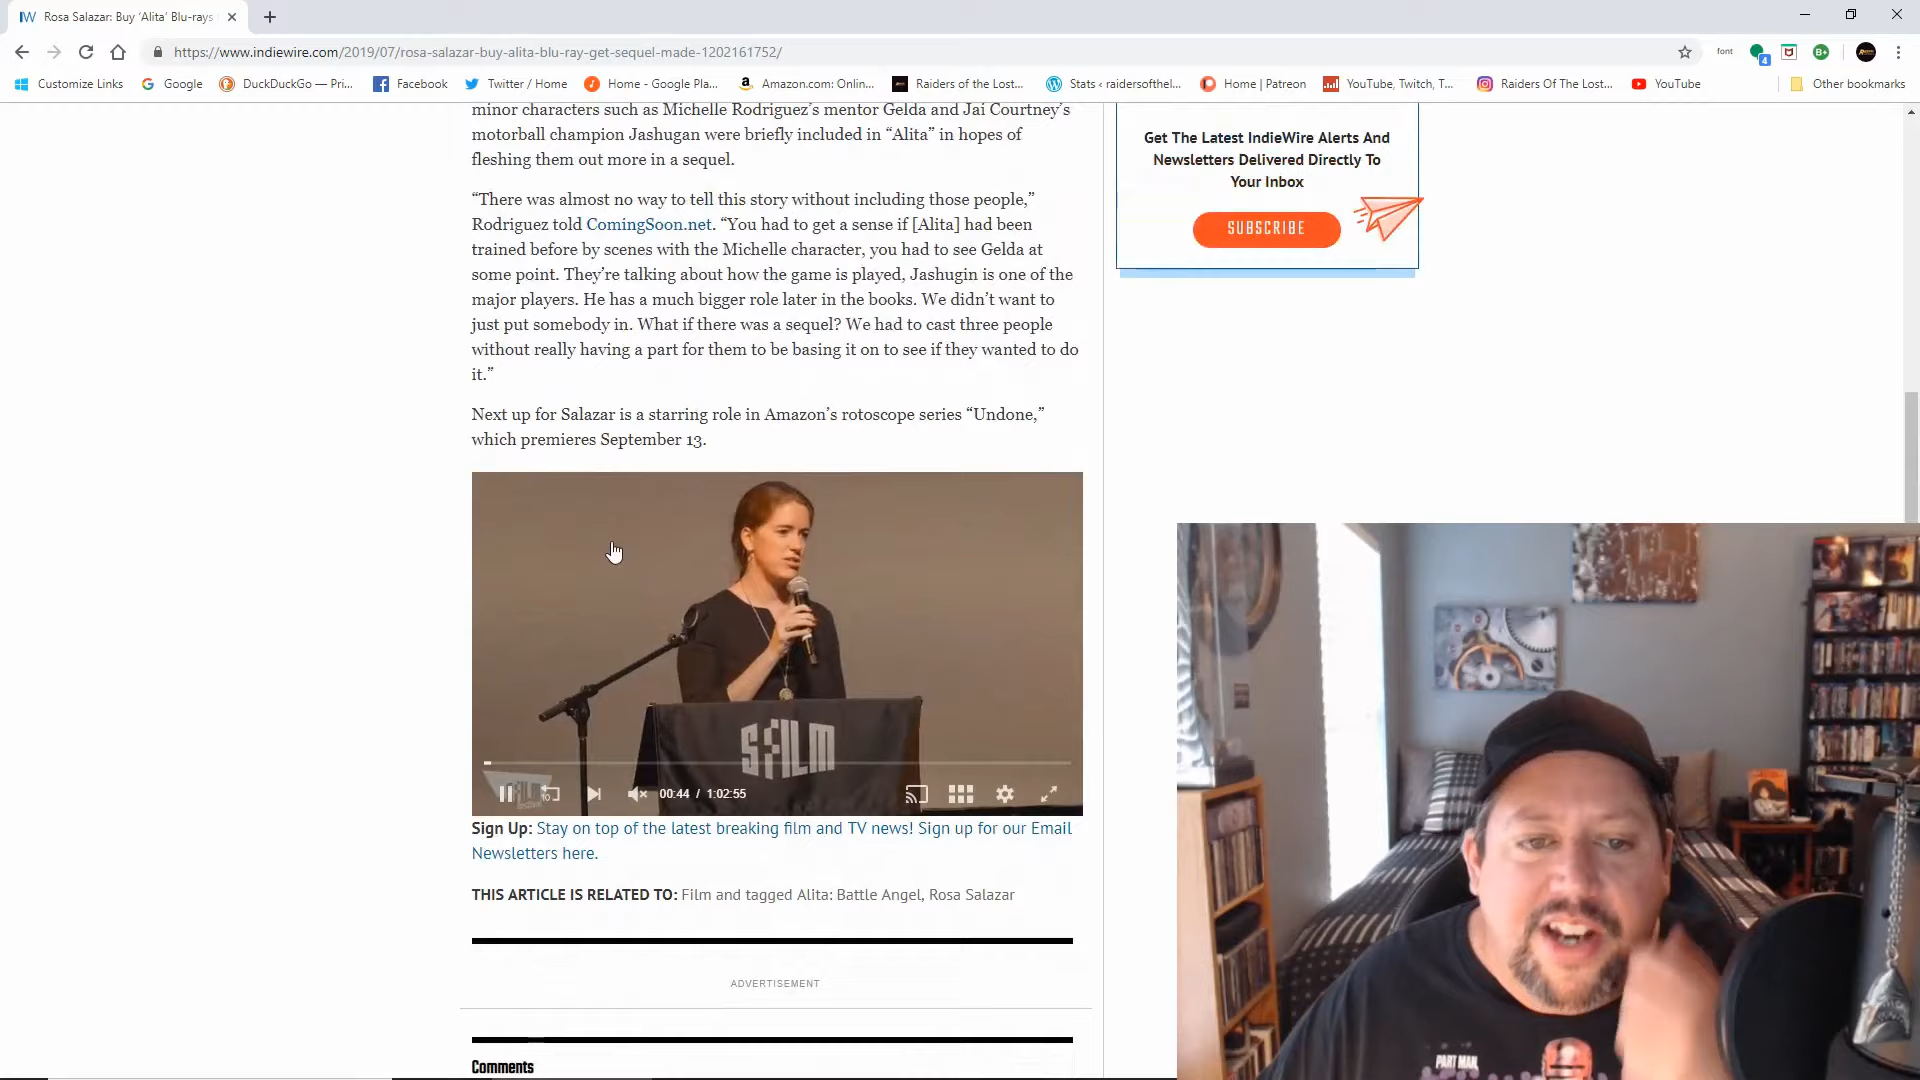 Rosa Salazar: Buy 'Alita' Blu-rays
https://www.indiewire.com/2019/07/rosa-salazar-buy-alita-blu-ray-get-sequel-made-1202161752/
font
4
B+
Customize Links
Google
DuckDuckGo — Pri...
Facebook
Twitter / Home
Home - Google Pla...
Amazon.com: Onlin...
Raiders of the Lost...
Stats ‹ raidersofthel...
Home | Patreon
YouTube, Twitch, T...
Raiders Of The Lost...
YouTube
Other bookmarks
minor characters such as Michelle Rodriguez's mentor Gelda and Jai Courtney's
motorball champion Jashugan were briefly included in “Alita” in hopes of
fleshing them out more in a sequel.
“There was almost no way to tell this story without including those people,”
Rodriguez told ComingSoon.net. “You had to get a sense if [Alita] had been
trained before by scenes with the Michelle character, you had to see Gelda at
some point. They’re talking about how the game is played, Jashugin is one of the
major players. He has a much bigger role later in the books. We didn’t want to
just put somebody in. What if there was a sequel? We had to cast three people
without really having a part for them to be basing it on to see if they wanted to do
it.”
Next up for Salazar is a starring role in Amazon’s rotoscope series “Undone,”
which premieres September 13.
SFFILM
10
00:44 / 1:02:55
Sign Up: Stay on top of the latest breaking film and TV news! Sign up for our Email
Newsletters here.
THIS ARTICLE IS RELATED TO: Film and tagged Alita: Battle Angel, Rosa Salazar
ADVERTISEMENT
Comments
Get The Latest IndieWire Alerts And
Newsletters Delivered Directly To
Your Inbox
SUBSCRIBE
PART MAN,